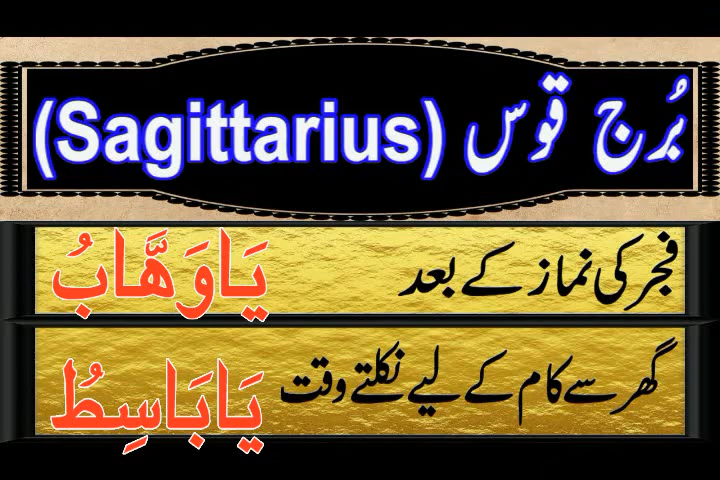 بُرج قوس (Sagittarius)
فجر کی نماز کے بعد یَاوَھَّابُ
گھر سے کام کے لیے نکلتے وقت یَابَاسِطُ